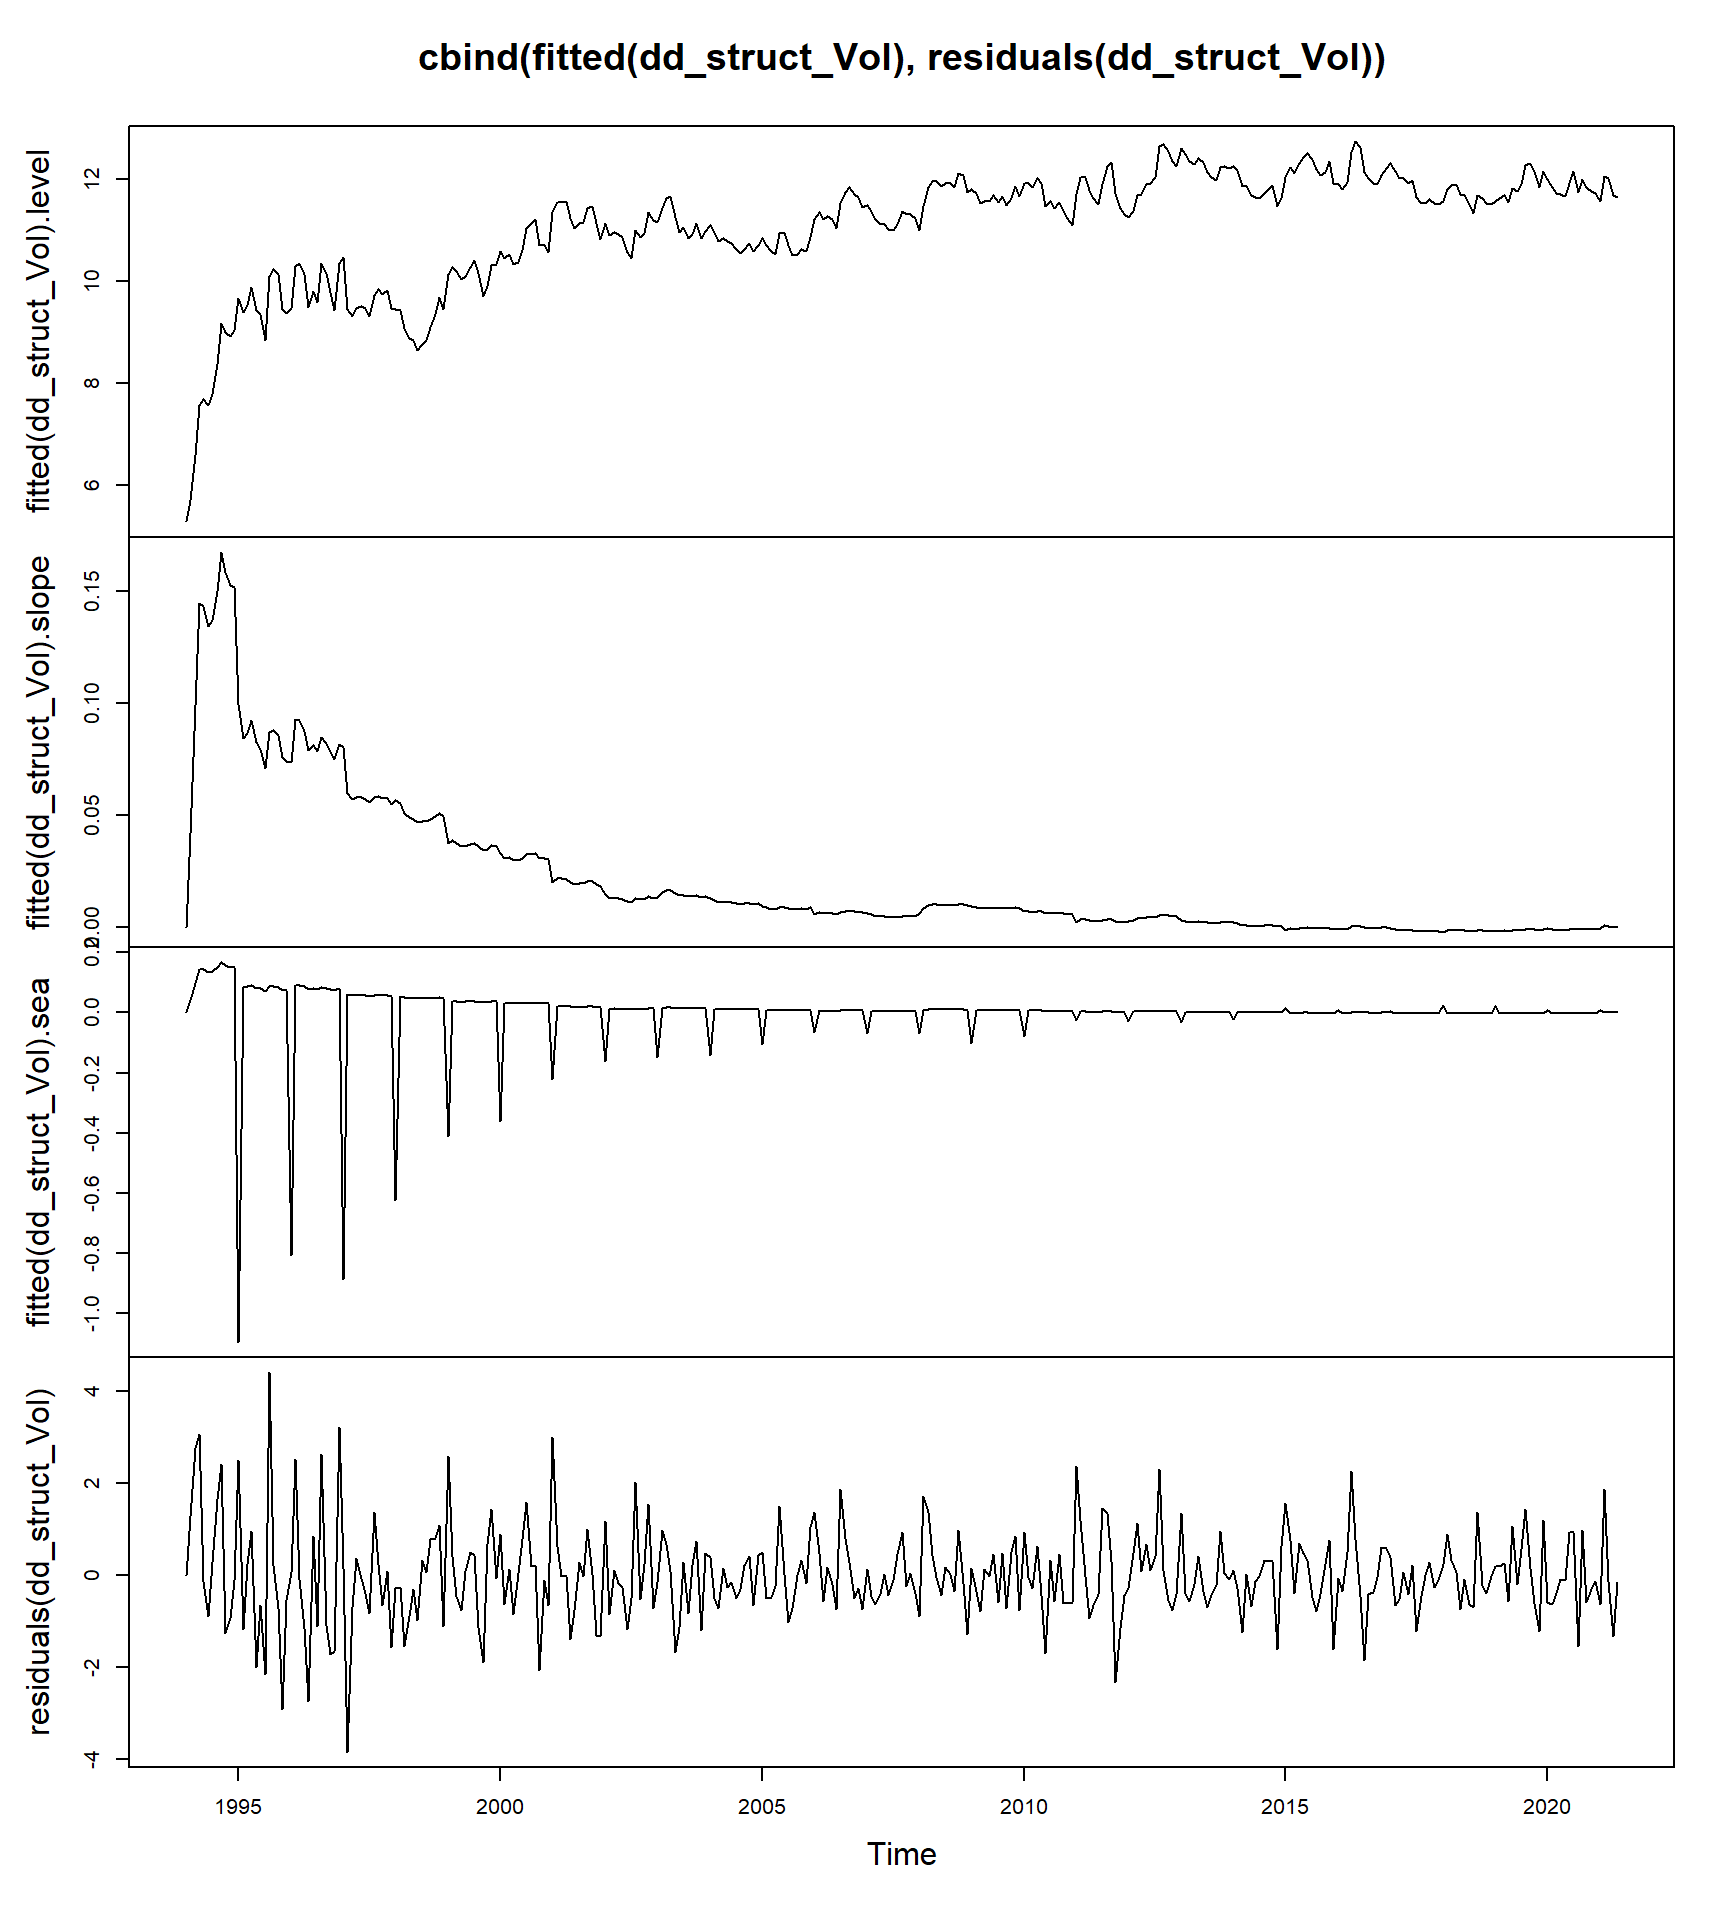 cbind(fitted(dd_struct_Vol), residuals(dd_struct_Vol))
fitted(dd_struct_Vol).level
12
10
8
6
fitted(dd_struct_Vol).slope
0.15
0.10
0.05
0.00
fitted(dd_struct_Vol).sea
0.2
0.0
-0.2
-0.4
-0.6
-0.8
-1.0
residuals(dd_struct_Vol)
4
2
0
-2
-4
1995 2000 2005 2010 2015 2020
Time